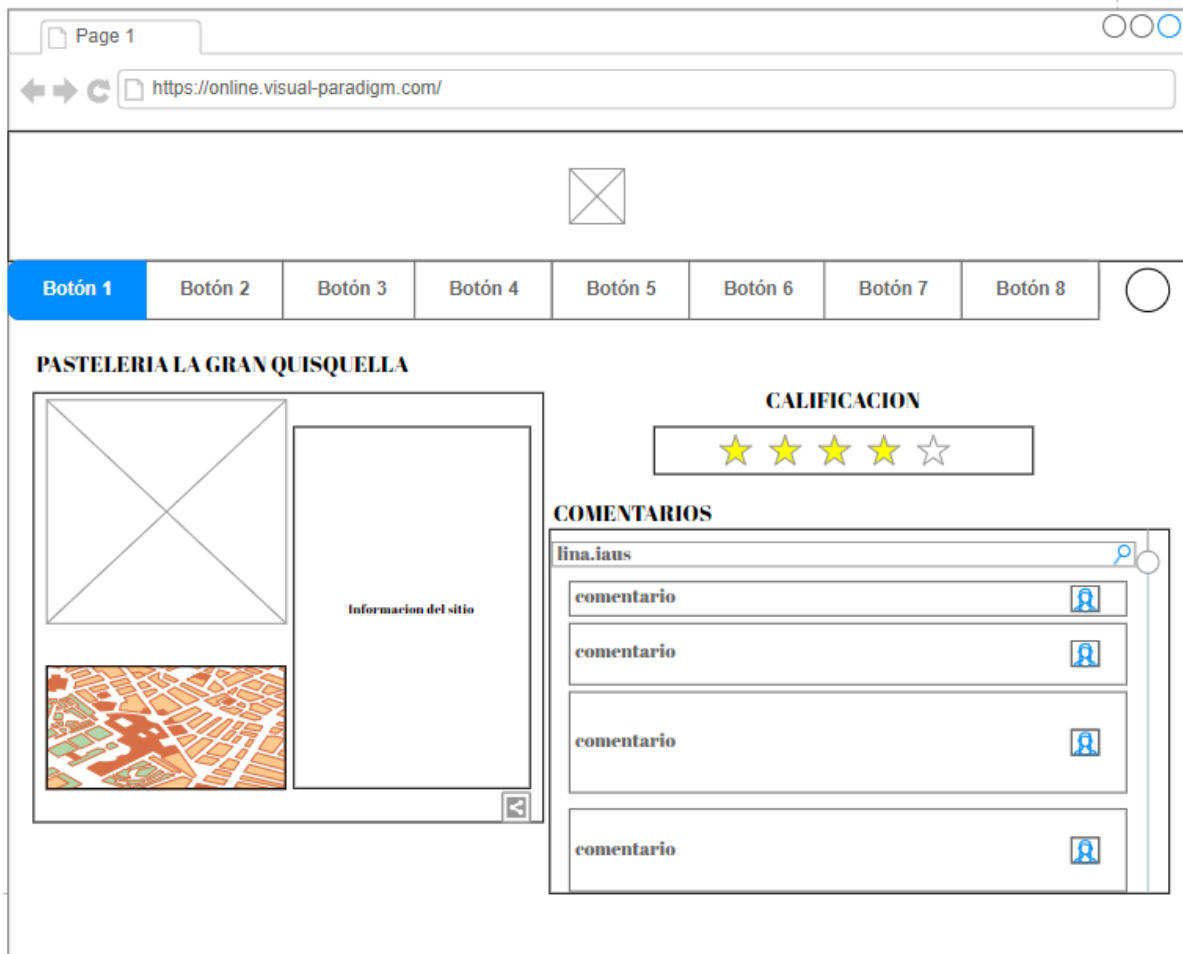 Page 1
https://online.visual-paradigm.com/
Botón 1 Botón 2 Botón 3 Botón 4 Botón 5 Botón 6 Botón 7 Botón 8
PASTELERIA LA GRAN QUISQUELLA
Informacion del sitio
CALIFICACION
COMENTARIOS
lina.iaus
comentario
comentario
comentario
comentario